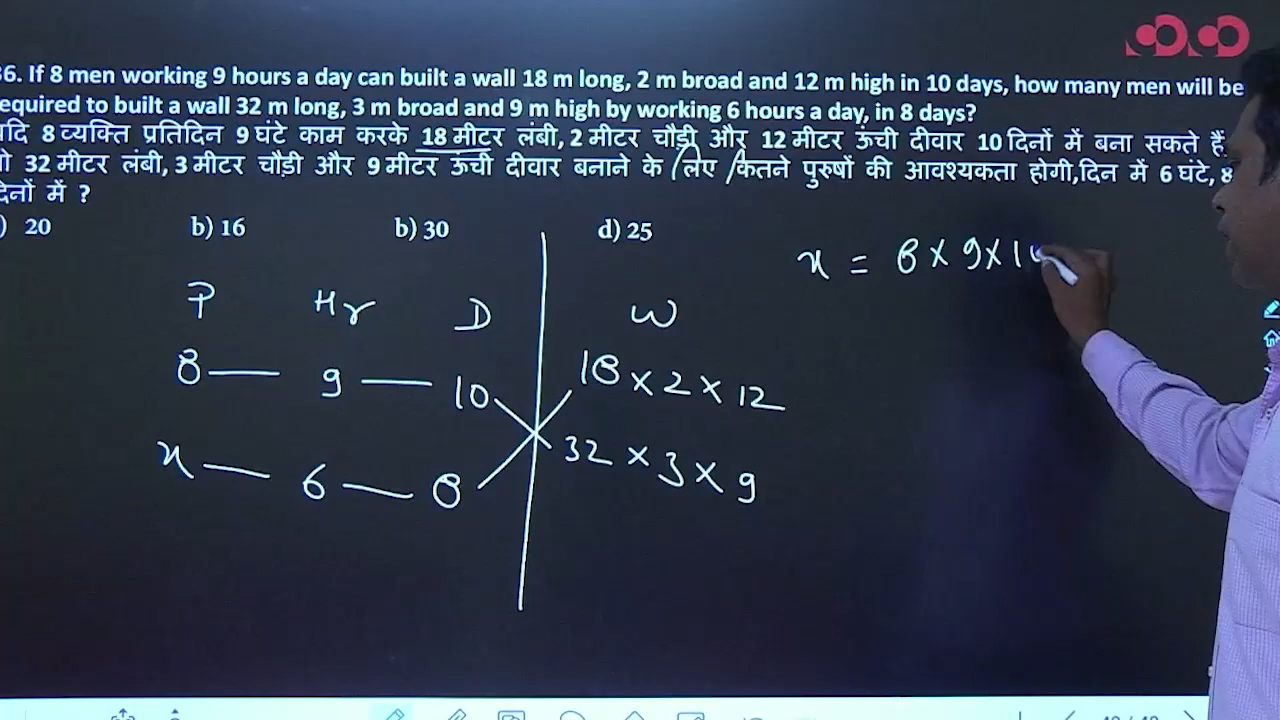 6. If 8 men working 9 hours a day can built a wall 18 m long, 2 m broad and 12 m high in 10 days, how many men will be
equired to built a wall 32 m long, 3 m broad and 9 m high by working 6 hours a day, in 8 days?
यदि 8 व्यक्ति प्रतिदिन 9 घंटे काम करके 18 मीटर लंबी, 2 मीटर चौड़ी और 12 मीटर ऊंची दीवार 10 दिनों में बना सकते हैं,
32 मीटर लंबी, 3 मीटर चौड़ी और 9 मीटर ऊंची दीवार बनाने के लिए कितने पुरुषों की आवश्यकता होगी,दिन में 6 घंटे, 8
दिनों में ?
) 20 b) 16 b) 30 d) 25
x = 8 × 9 × 10
P Hr D W
8 — 9 — 10 18 × 2 × 12
x — 6 — 8 32 × 3 × 9